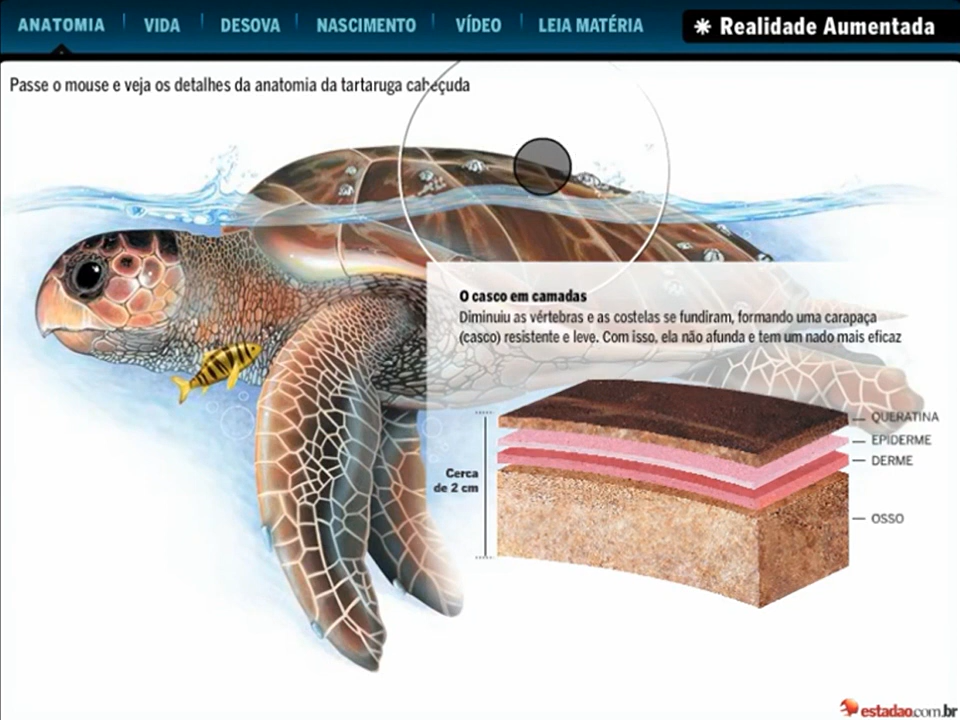 ANATOMIA VIDA DESOVA NASCIMENTO VÍDEO LEIA MATÉRIA ✱ Realidade Aumentada
Passe o mouse e veja os detalhes da anatomia da tartaruga cabeçuda
O casco em camadas
Diminuiu as vértebras e as costelas se fundiram, formando uma carapaça
(casco) resistente e leve. Com isso, ela não afunda e tem um nado mais eficaz
QUERATINA
EPIDERME
DERME
Cerca
de 2 cm
OSSO
estadao.com.br